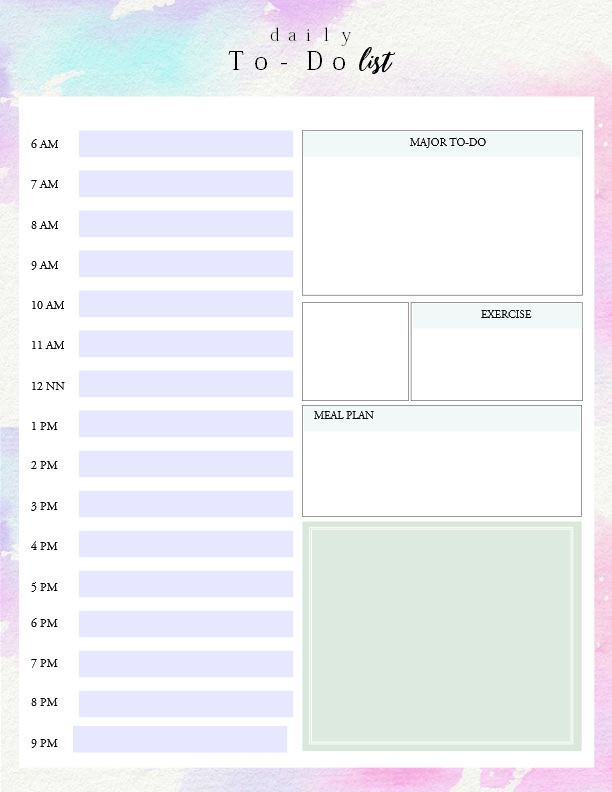 daily
To-Do list
6 AM
7 AM
8 AM
9 AM
10 AM
11 AM
12 NN
1 PM
2 PM
3 PM
4 PM
5 PM
6 PM
7 PM
8 PM
9 PM
MAJOR TO-DO
EXERCISE
MEAL PLAN